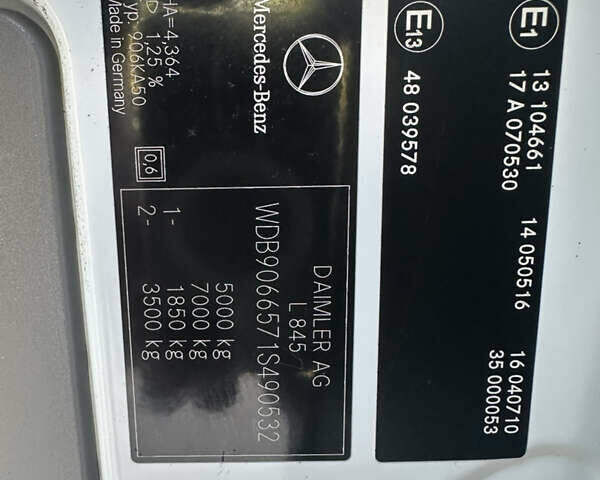 E1
13 104661 14 050516 16 040710
17 A 070530 35 000053
E13
48 039578
Mercedes-Benz
HA=4,364
1,25 %
Typ: 906KA50
Made in Germany
0,6
DAIMLER AG
L 845
WDB9066571S490532
5000 kg
7000 kg
1- 1850 kg
2- 3500 kg